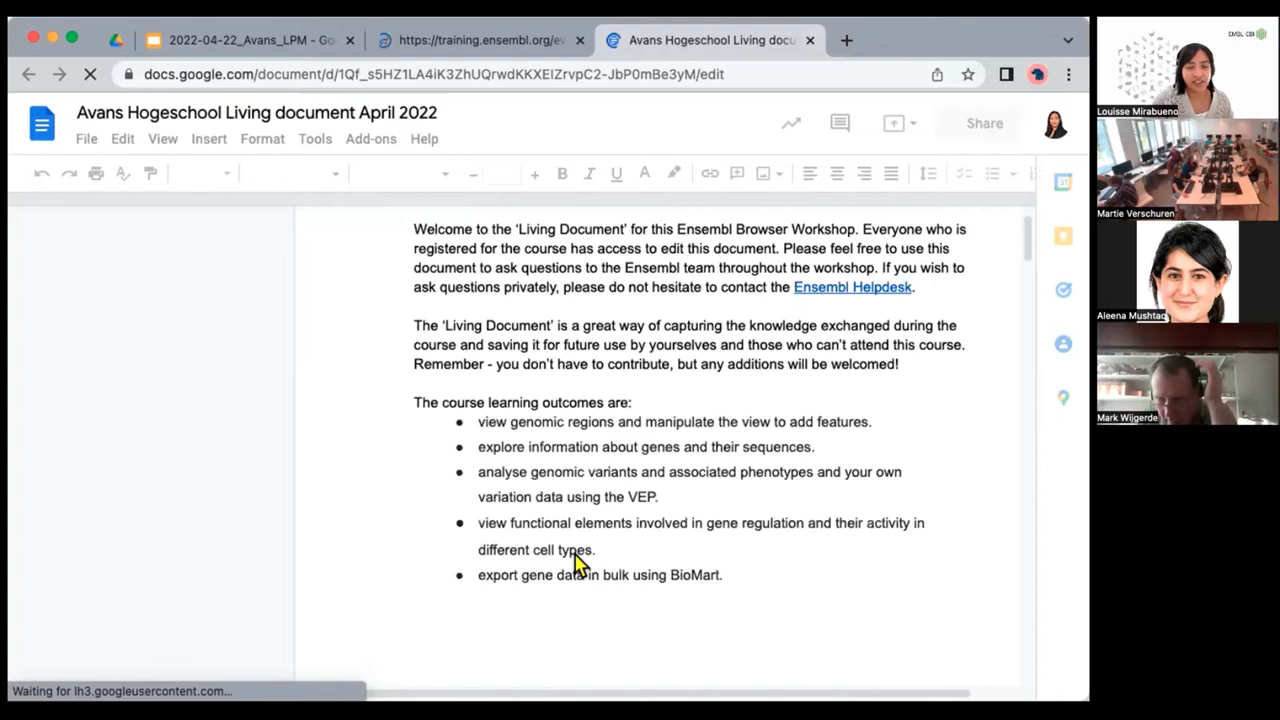 2022-04-22_Avans_LPM - Go
https://training.ensembl.org/ev
Avans Hogeschool Living docu
docs.google.com/document/d/1Qf_s5HZ1LA4iK3ZhUQrwdKKXElZrvpC2-JbP0mBe3yM/edit
Avans Hogeschool Living document April 2022
File Edit View Insert Format Tools Add-ons Help
Share
Welcome to the ‘Living Document’ for this Ensembl Browser Workshop. Everyone who is
registered for the course has access to edit this document. Please feel free to use this
document to ask questions to the Ensembl team throughout the workshop. If you wish to
ask questions privately, please do not hesitate to contact the Ensembl Helpdesk.
The ‘Living Document’ is a great way of capturing the knowledge exchanged during the
course and saving it for future use by yourselves and those who can’t attend this course.
Remember - you don’t have to contribute, but any additions will be welcomed!
The course learning outcomes are:
● view genomic regions and manipulate the view to add features.
● explore information about genes and their sequences.
● analyse genomic variants and associated phenotypes and your own
variation data using the VEP.
● view functional elements involved in gene regulation and their activity in
different cell types.
● export gene data in bulk using BioMart.
Waiting for lh3.googleusercontent.com...
EMBL-EBI
Louisse Mirabueno
Martie Verschuren
Aleena Mushtaq
Mark Wijgerde